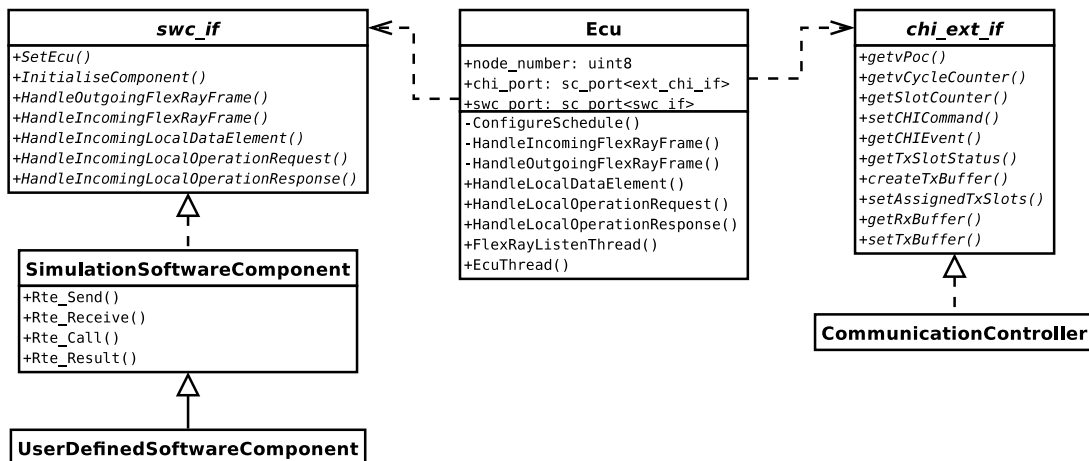 swc_if
+SetEcu()
+InitialiseComponent()
+HandleOutgoingFlexRayFrame()
+HandleIncomingFlexRayFrame()
+HandleIncomingLocalDataElement()
+HandleIncomingLocalOperationRequest()
+HandleIncomingLocalOperationResponse()
SimulationSoftwareComponent
+Rte_Send()
+Rte_Receive()
+Rte_Call()
+Rte_Result()
UserDefinedSoftwareComponent
Ecu
+node_number: uint8
+chi_port: sc_port<ext_chi_if>
+swc_port: sc_port<swc_if>
-ConfigureSchedule()
-HandleIncomingFlexRayFrame()
-HandleOutgoingFlexRayFrame()
+HandleLocalDataElement()
+HandleLocalOperationRequest()
+HandleLocalOperationResponse()
+FlexRayListenThread()
+EcuThread()
chi_ext_if
+getvPoc()
+getvCycleCounter()
+getSlotCounter()
+setCHICommand()
+getCHIEvent()
+getTxSlotStatus()
+createTxBuffer()
+setAssignedTxSlots()
+getRxBuffer()
+setTxBuffer()
CommunicationController